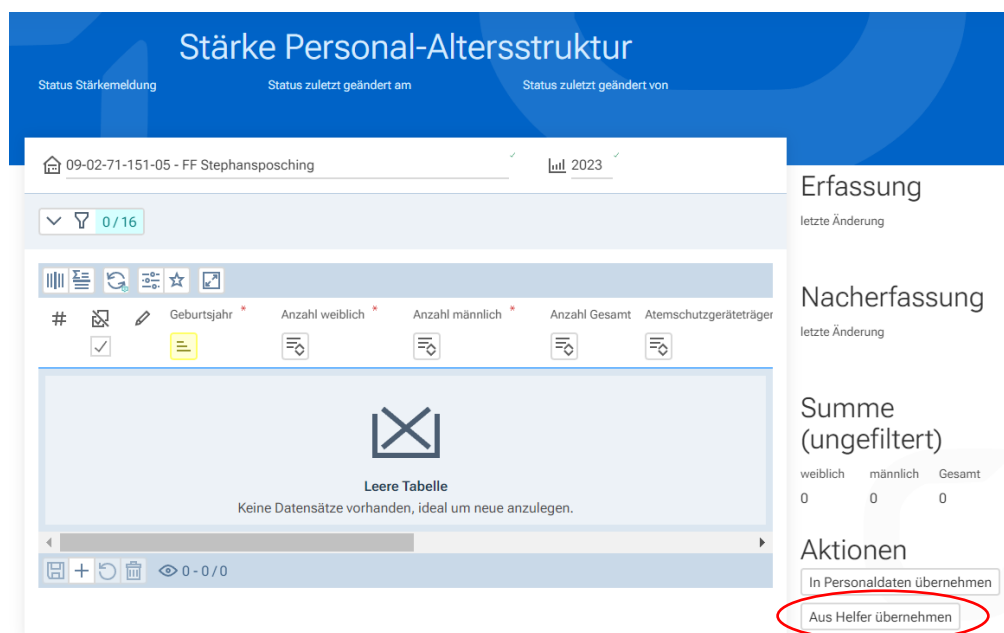 Stärke Personal-Altersstruktur
Status Stärkemeldung Status zuletzt geändert am Status zuletzt geändert von
09-02-71-151-05 - FF Stephansposching 2023
0/16
# Geburtsjahr * Anzahl weiblich * Anzahl männlich * Anzahl Gesamt Atemschutzgeräteträger
Leere Tabelle
Keine Datensätze vorhanden, ideal um neue anzulegen.
0 - 0 / 0
Erfassung
letzte Änderung
Nacherfassung
letzte Änderung
Summe
(ungefiltert)
weiblich männlich Gesamt
0 0 0
Aktionen
In Personaldaten übernehmen
Aus Helfer übernehmen